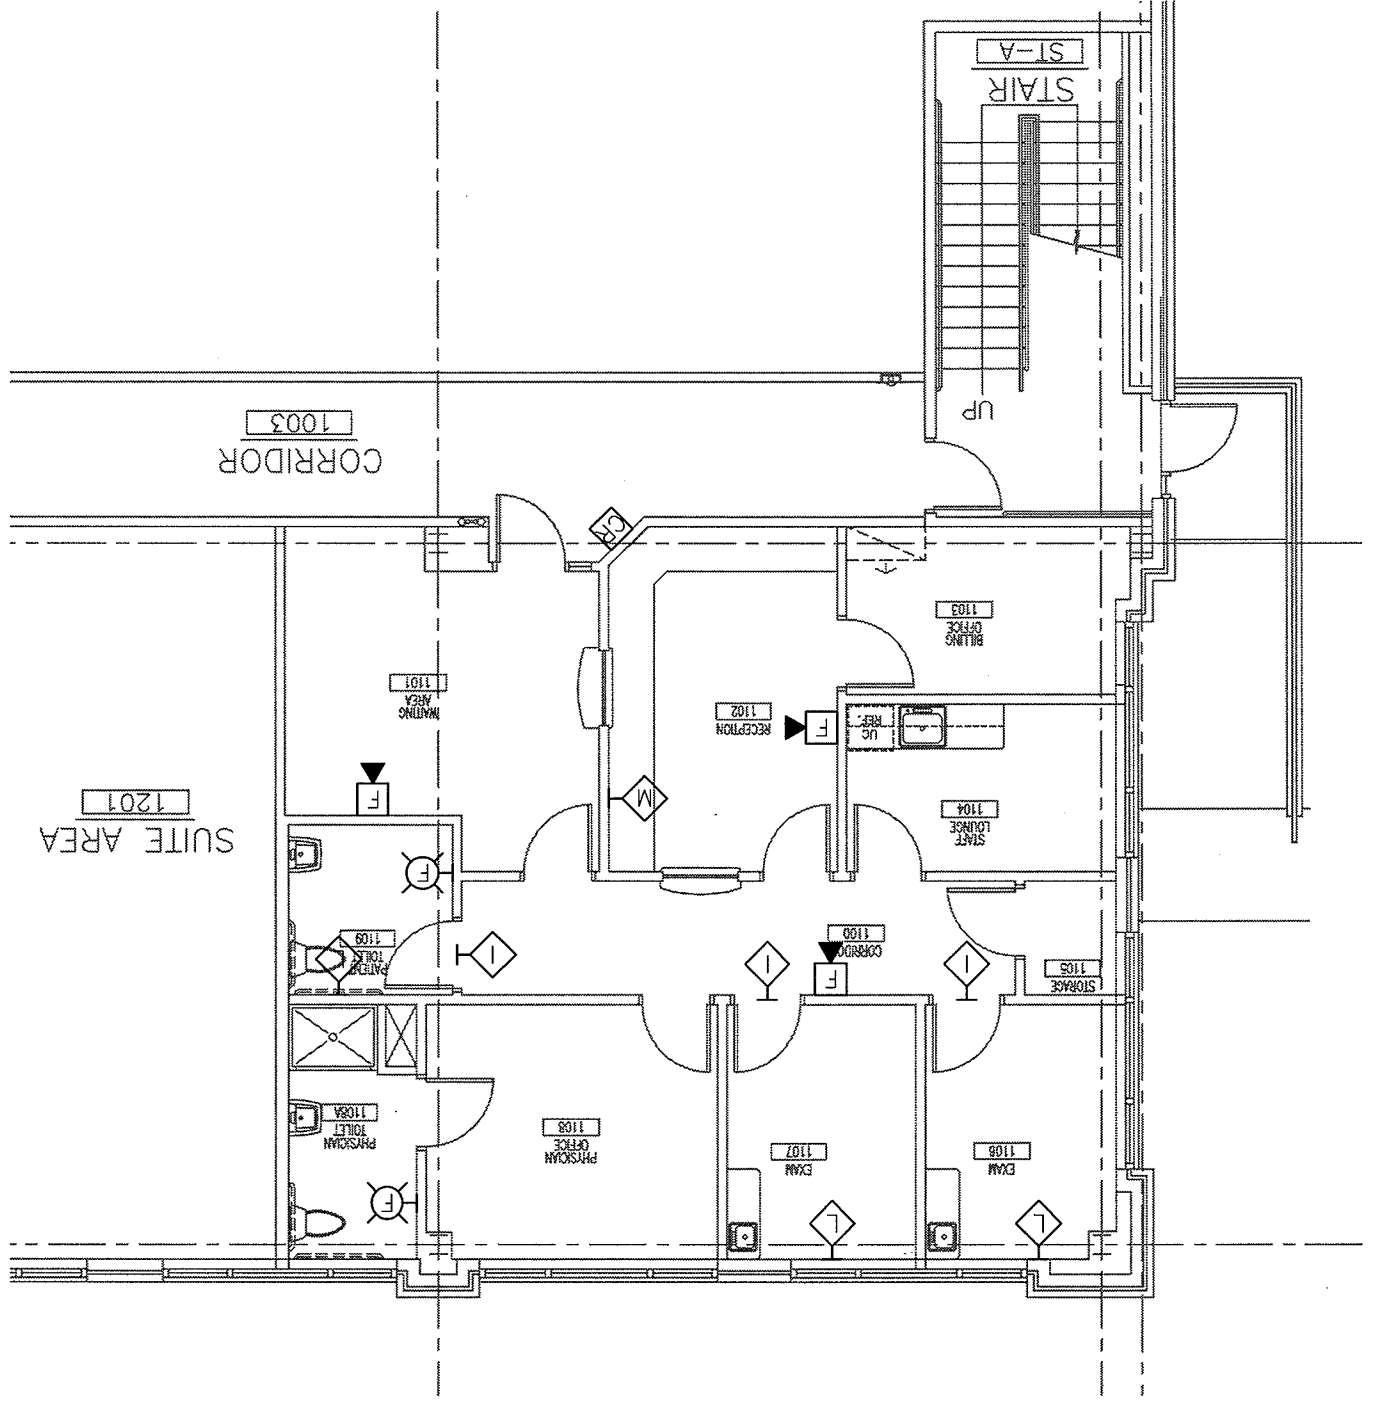 L
L
F
EXAM
1106
EXAM
1107
PHYSICIAN
OFFICE
1108
PHYSICIAN
TOILET
1108A
STORAGE
1105
I
F
I
I
CORRIDOR
1100
PATIENT
TOILET
1109
F
STAFF
LOUNGE
1104
M
F
SUITE AREA
1201
UC
REF.
F
RECEPTION
1102
WAITING
AREA
1101
BILLING
OFFICE
1103
CR
CORRIDOR
1003
UP
STAIR
ST-A